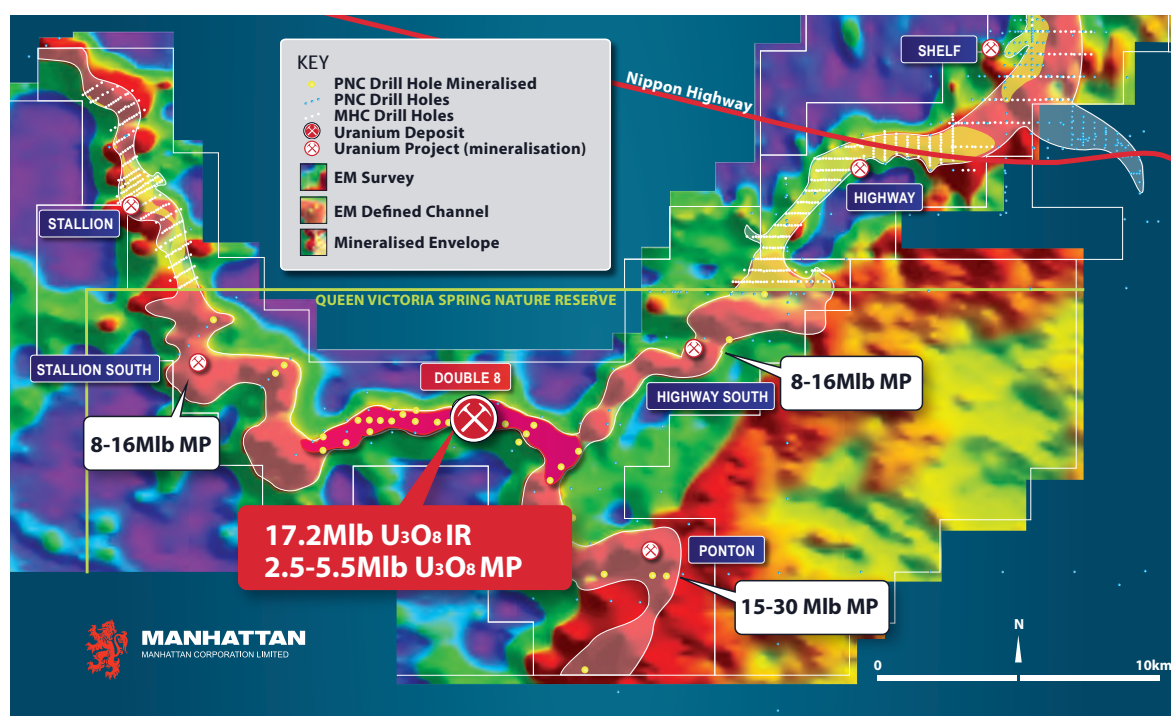 KEY
PNC Drill Hole Mineralised
PNC Drill Holes
MHC Drill Holes
Uranium Deposit
Uranium Project (mineralisation)
EM Survey
EM Defined Channel
Mineralised Envelope
SHELF
Nippon Highway
HIGHWAY
STALLION
QUEEN VICTORIA SPRING NATURE RESERVE
STALLION SOUTH
DOUBLE 8
HIGHWAY SOUTH
8-16Mlb MP
8-16Mlb MP
17.2Mlb U3O8 IR
2.5-5.5Mlb U3O8 MP
PONTON
15-30 Mlb MP
MANHATTAN
MANHATTAN CORPORATION LIMITED
N
0
10km